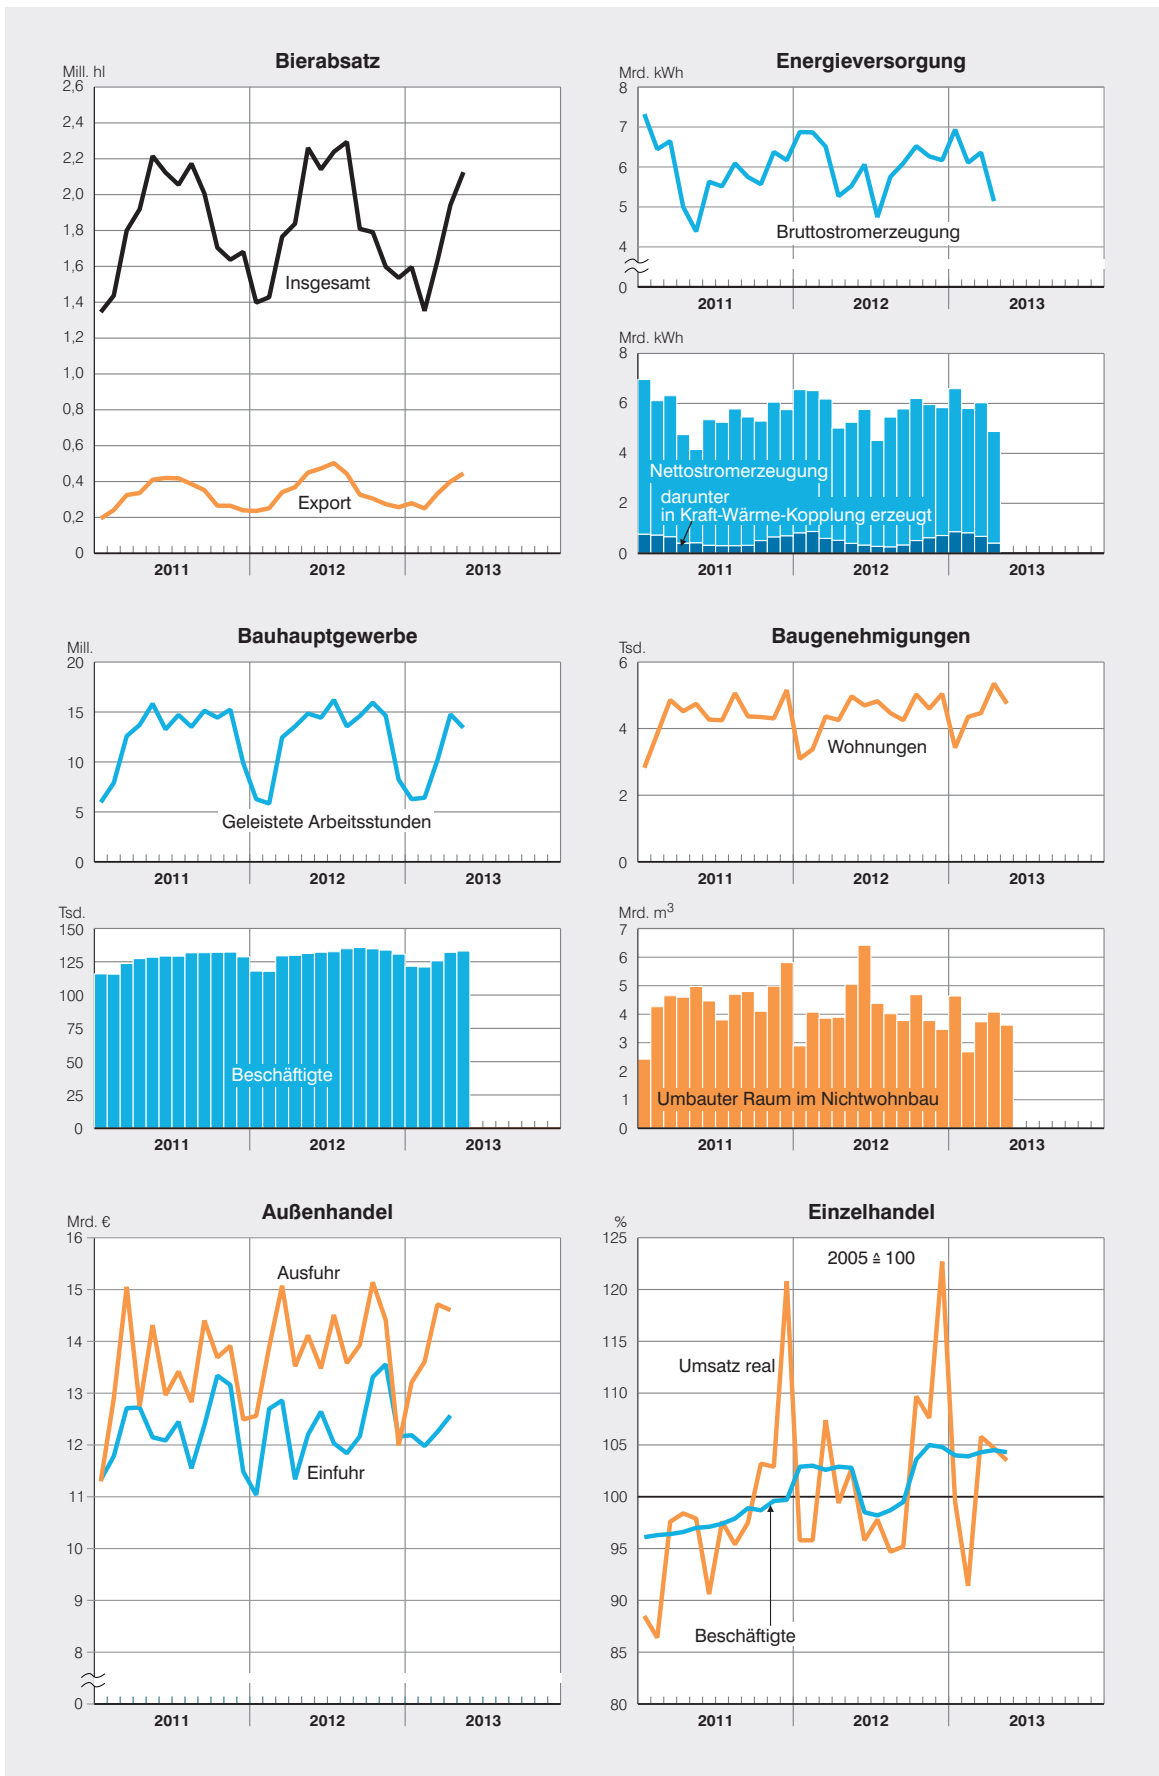 Bierabsatz
Mill. hl
2,6
2,4
2,2
2,0
1,8
1,6
1,4
1,2
1,0
0,8
0,6
0,4
0,2
0
Insgesamt
Export
2011 2012 2013
Energieversorgung
Mrd. kWh
8
7
6
5
4
0
Bruttostromerzeugung
2011 2012 2013
Mrd. kWh
8
6
4
2
0
Nettostromerzeugung
darunter
in Kraft-Wärme-Kopplung erzeugt
2011 2012 2013
Bauhauptgewerbe
Mill.
20
15
10
5
0
Geleistete Arbeitsstunden
2011 2012 2013
Tsd.
150
125
100
75
50
25
0
Beschäftigte
2011 2012 2013
Baugenehmigungen
Tsd.
6
4
2
0
Wohnungen
2011 2012 2013
Mrd. m³
7
6
5
4
3
2
1
0
Umbauter Raum im Nichtwohnbau
2011 2012 2013
Außenhandel
Mrd. €
16
15
14
13
12
11
10
9
8
0
Ausfuhr
Einfuhr
2011 2012 2013
Einzelhandel
%
125
120
115
110
105
100
95
90
85
80
2005 ≙ 100
Umsatz real
Beschäftigte
2011 2012 2013